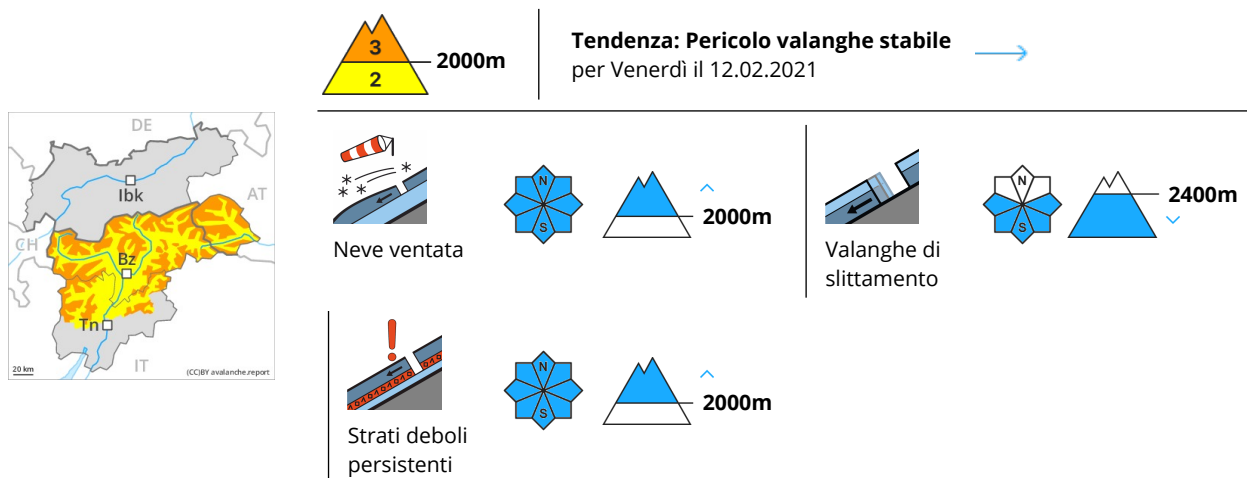 3
2
2000m
Tendenza: Pericolo valanghe stabile
per Venerdì il 12.02.2021
DE
Ibk
AT
CH
Bz
Tn
IT
20 km
(CC)BY avalanche.report
N
S
2000m
Neve ventata
N
S
2400m
Valanghe di
slittamento
N
S
2000m
Strati deboli
persistenti